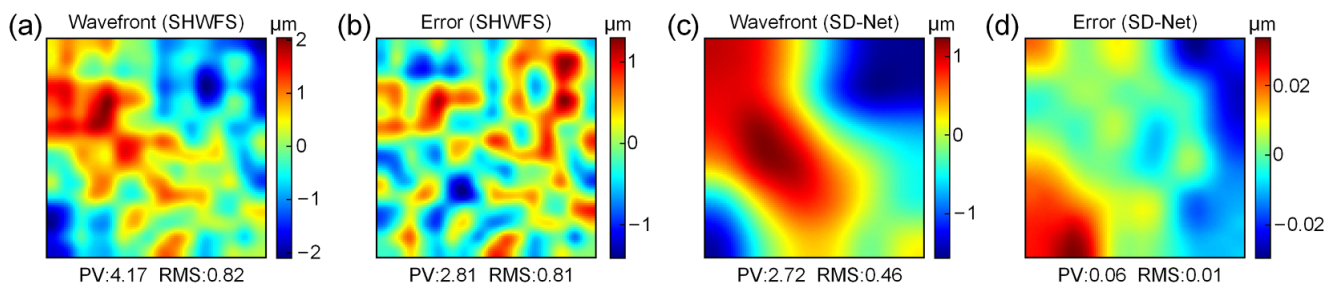 (a) Wavefront (SHWFS) μm
2
1
0
−1
−2
PV:4.17 RMS:0.82
(b) Error (SHWFS) μm
1
0
−1
PV:2.81 RMS:0.81
(c) Wavefront (SD-Net) μm
1
0
−1
PV:2.72 RMS:0.46
(d) Error (SD-Net) μm
0.02
0
−0.02
PV:0.06 RMS:0.01